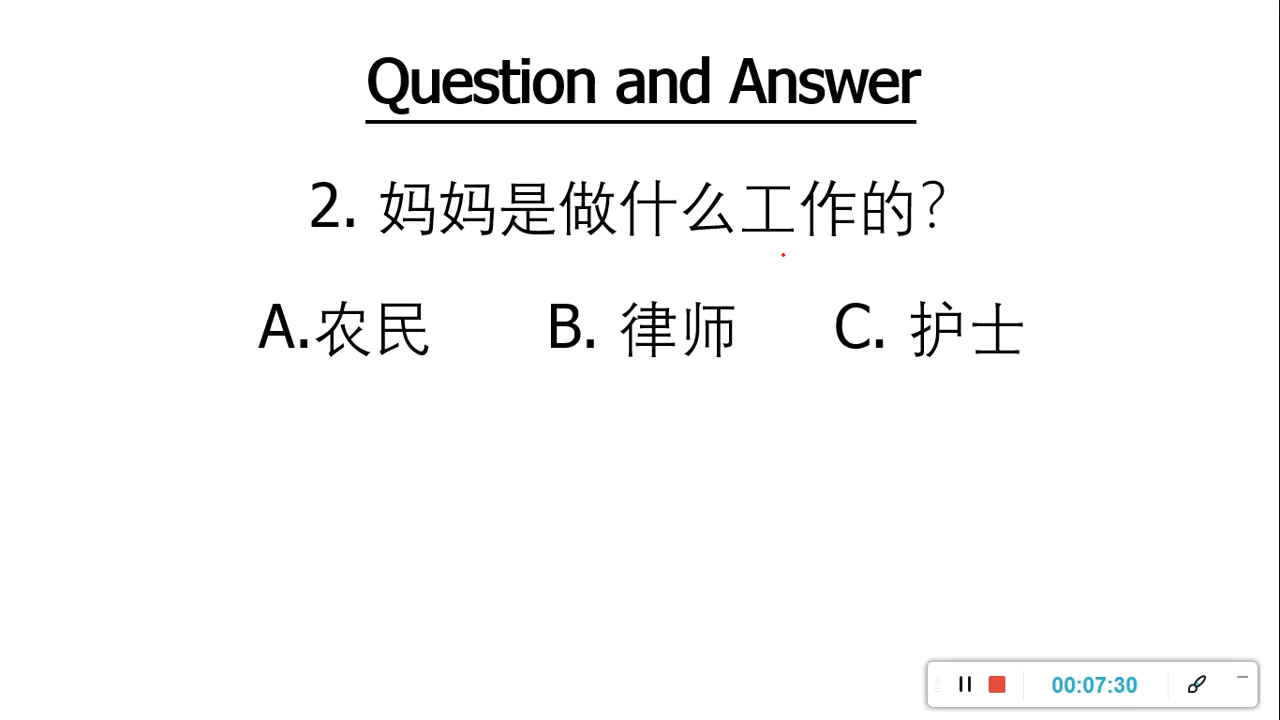 Question and Answer
2. 妈妈是做什么工作的？
A.农民 B. 律师 C. 护士
00:07:30